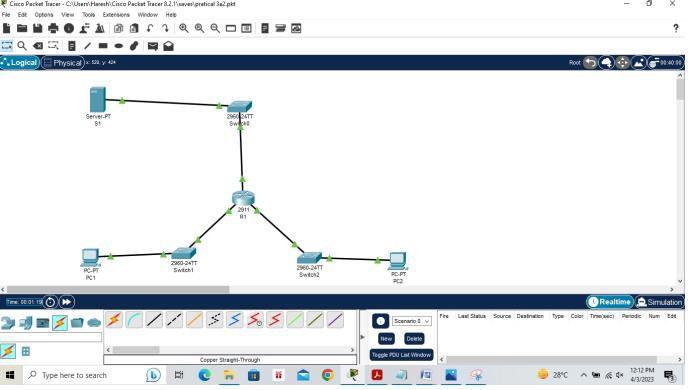 Cisco Packet Tracer - C:\Users\Haresh\Cisco Packet Tracer 8.2.1\saves\pratical 3a2.pkt
File Edit Options View Tools Extensions Window Help
?
Logical Physical x: 528, y: 424 Root 00:40:00
Server-PT
S1
2960-24TT
Switch0
2911
R1
2960-24TT
Switch1
PC-PT
PC1
2960-24TT
Switch2
PC-PT
PC2
Time: 00:01:19 Realtime Simulation
Scenario 0
New Delete
Toggle PDU List Window
Fire Last Status Source Destination Type Color Time(sec) Periodic Num Edit
Copper Straight-Through
Type here to search
28°C
12:12 PM
4/3/2023